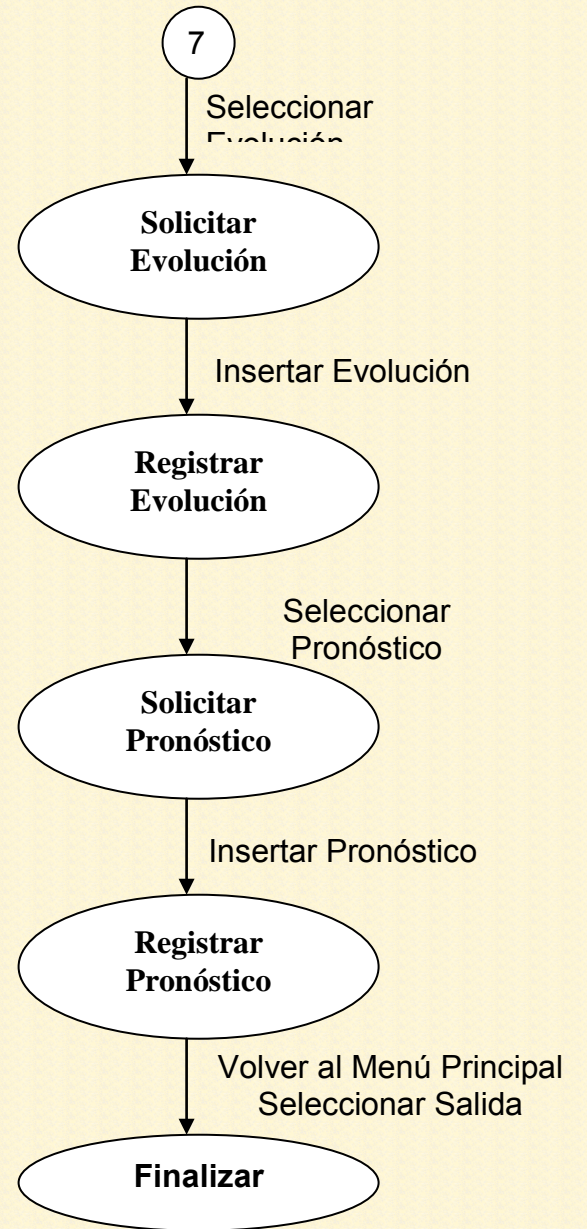 7
Seleccionar
Evolución
Solicitar
Evolución
Insertar Evolución
Registrar
Evolución
Seleccionar
Pronóstico
Solicitar
Pronóstico
Insertar Pronóstico
Registrar
Pronóstico
Volver al Menú Principal
Seleccionar Salida
Finalizar